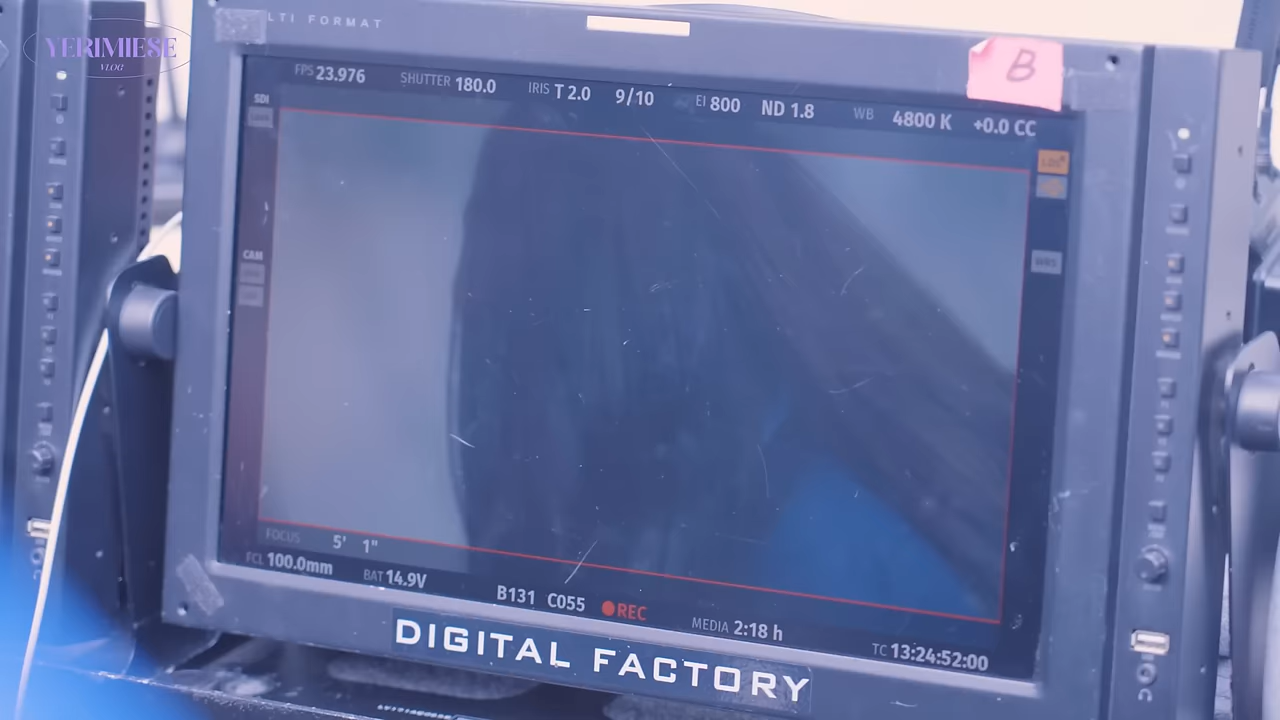 YERIMIESE
VLOG
LTI FORMAT
B
FPS 23.976 SHUTTER 180.0 IRIS T 2.0 9/10 EI 800 ND 1.8 WB 4800 K +0.0 CC
SDI
LDS
CAM
WRS
FOCUS 5' 1"
FCL 100.0mm BAT 14.9V B131 C055 REC MEDIA 2:18 h TC 13:24:52:00
DIGITAL FACTORY